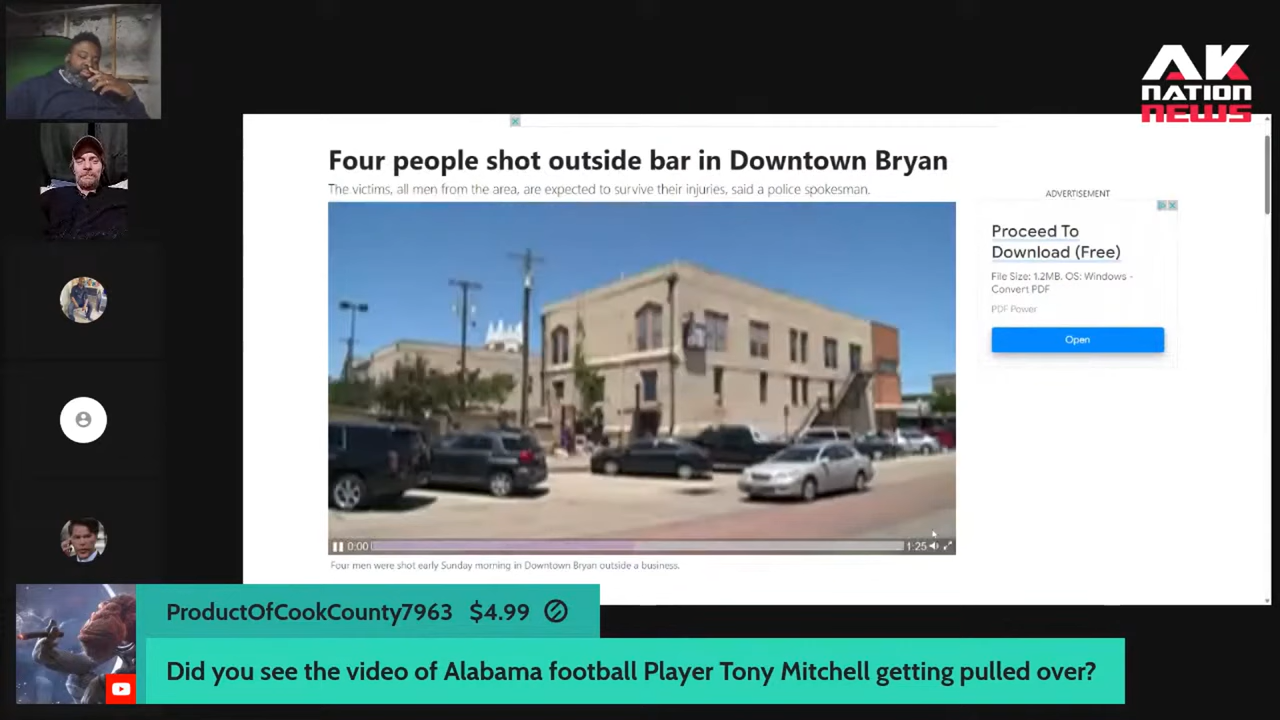 AK
NATION
NEWS
Four people shot outside bar in Downtown Bryan
The victims, all men from the area, are expected to survive their injuries, said a police spokesman.
ADVERTISEMENT
Proceed To
Download (Free)
File Size: 1.2MB. OS: Windows -
Convert PDF
PDF Power
Open
0:00
1:25
Four men were shot early Sunday morning in Downtown Bryan outside a business.
ProductOfCookCounty7963 $4.99
Did you see the video of Alabama football Player Tony Mitchell getting pulled over?